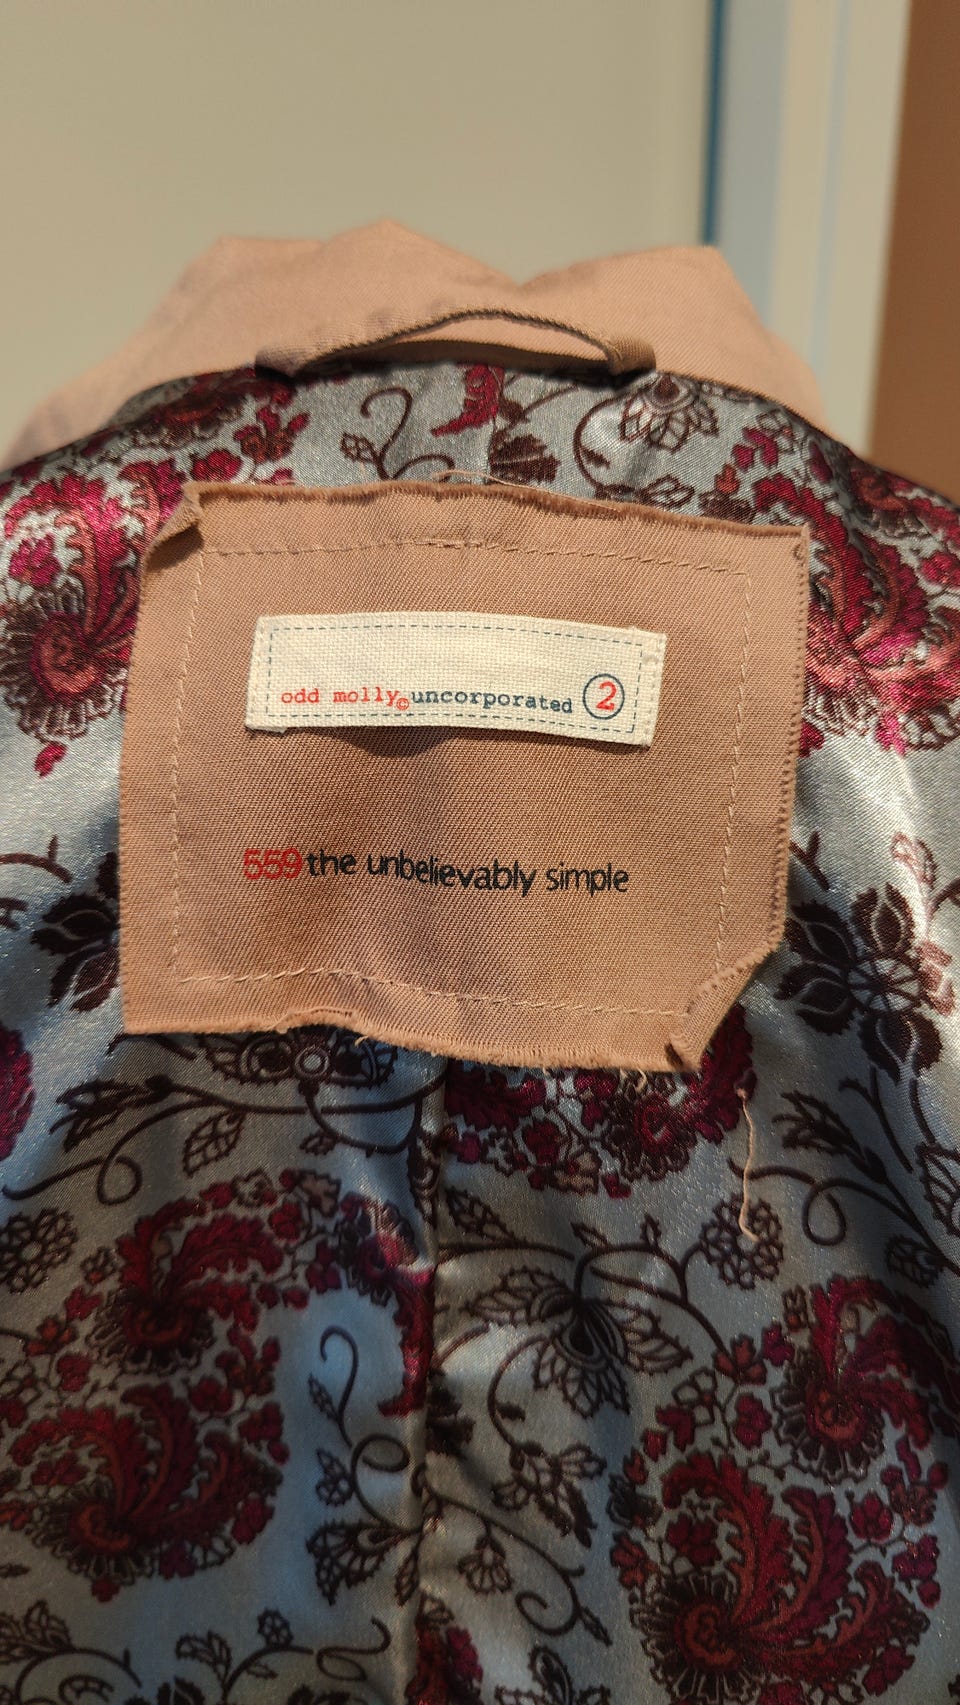 odd molly©uncorporated 2
559 the unbelievably simple